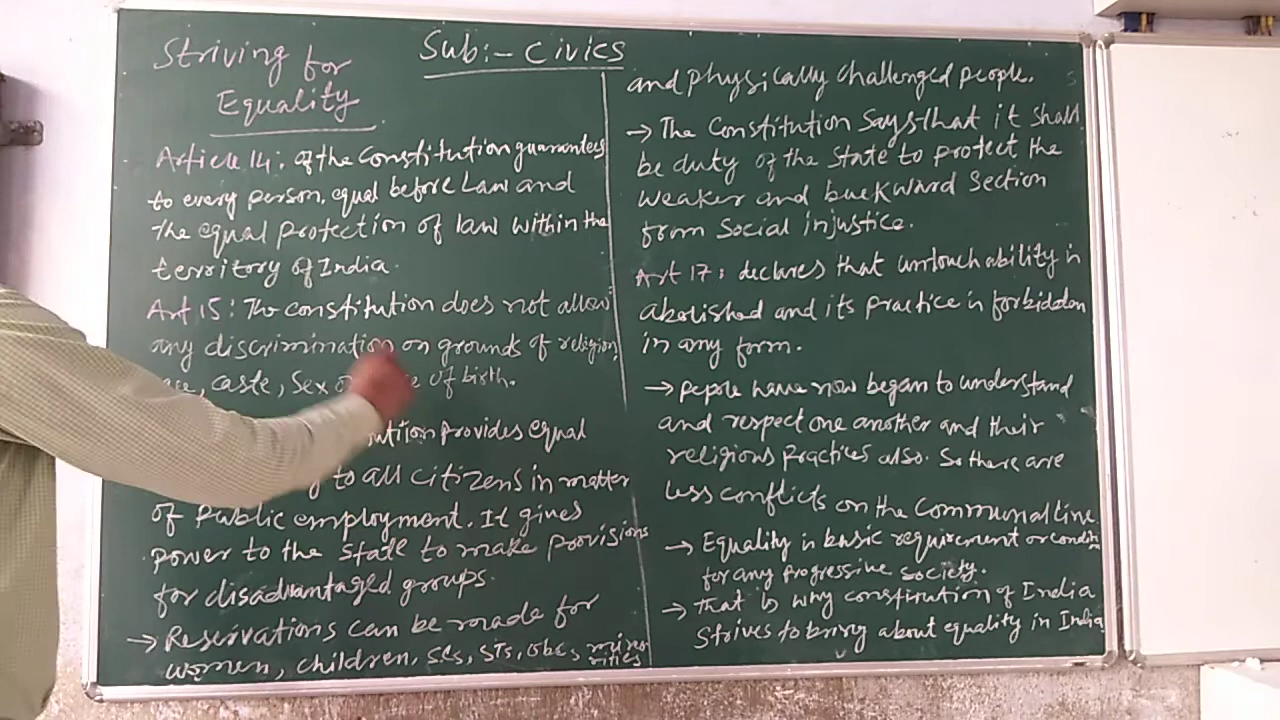 Sub:- Civics
Striving for
Equality
Article 14: of the Constitution guarantees
to every person, equal before Law and
the equal protection of law within the
territory of India.
Art 15: The constitution does not allow
any discrimination on grounds of religion,
caste, Sex of birth.
provides equal
to all citizens in matter
of Public employment. It gives
power to the State to make provisions
for disadvantaged groups.
→ Reservations can be made for
women, children, SCs, STs, OBCs, minorities
and physically challenged people.
→ The Constitution Says that it should
be duty of the State to protect the
weaker and backward Section
from Social injustice.
Art 17: declares that untouchability is
abolished and its practice is forbidden
in any form.
→ pepole have now began to understand
and respect one another and their
religious practices also. So there are
less conflicts on the Communal line.
→ Equality is basic requirement or condin
for any progressive society.
→ that is why constitution of India
Strives to bring about equality in India